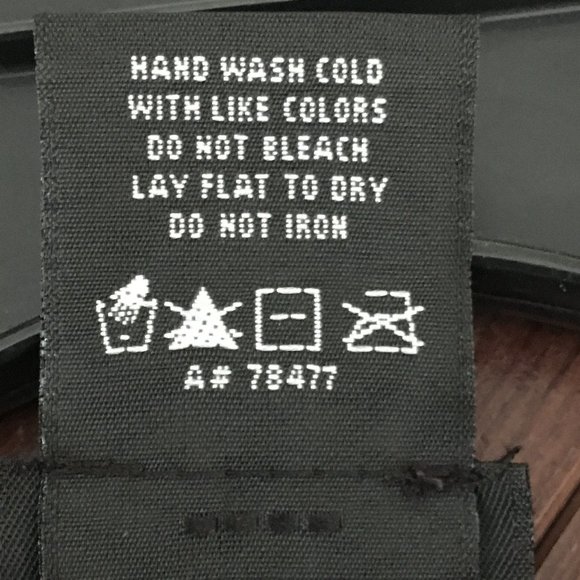 HAND WASH COLD
WITH LIKE COLORS
DO NOT BLEACH
LAY FLAT TO DRY
DO NOT IRON
A# 78477